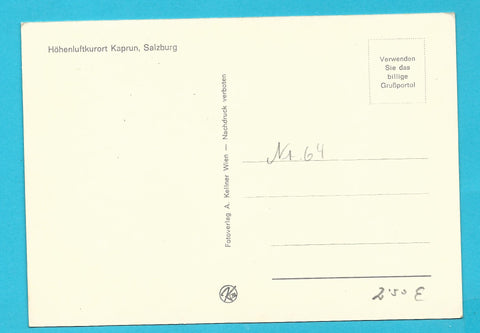 Höhenluftkurort Kaprun, Salzburg
Verwenden
Sie das
billige
Grußporto!
Fotoverlag A. Kellner Wien — Nachdruck verboten
Nr. 64
2.50 €